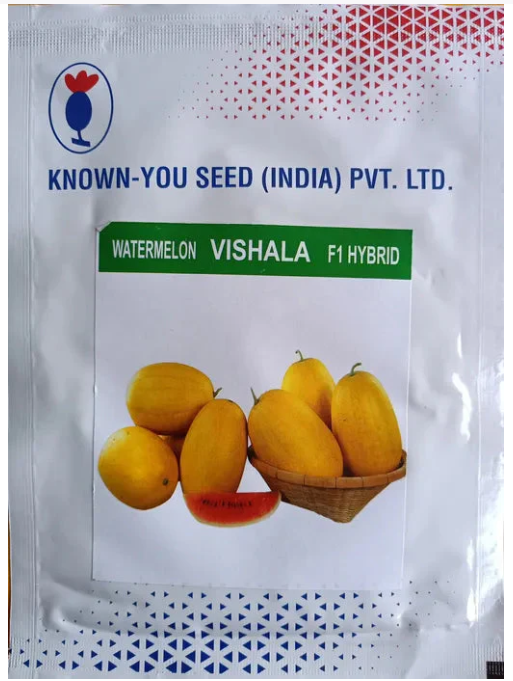 KNOWN-YOU SEED (INDIA) PVT. LTD.
WATERMELON VISHALA F1 HYBRID